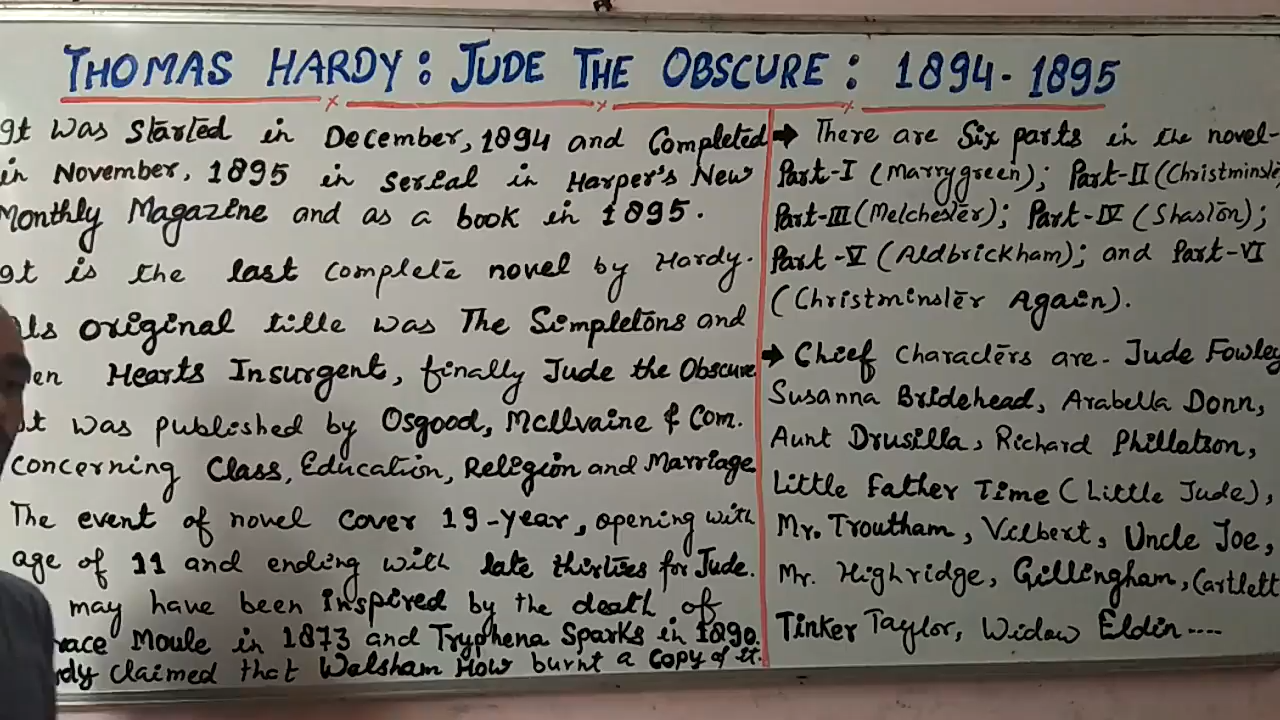 THOMAS HARDY: JUDE THE OBSCURE: 1894-1895
It was started in December, 1894 and Completed
in November, 1895 in serial in Harper's New
Monthly Magazine and as a book in 1895.
It is the last complete novel by Hardy.
Its original title was The Simpletons and
Hearts Insurgent, finally Jude the Obscure
It was published by Osgood, McIlvaine & Com.
concerning Class, Education, Religion and Marriage
The event of novel cover 19-year, opening with
age of 11 and ending with late thirties for Jude.
may have been inspired by the death of
Moule in 1873 and Tryphena Sparks in 1890.
claimed that Walsham How burnt a copy of it.
→ There are Six parts in the novel-
Part-I (Marrygreen); Part-II (Christminste
Part-III (Melchester); Part-IV (Shaston);
Part-V (Aldbrickham); and Part-VI
(Christminster Again).
→ Chief Characters are- Jude Fowley
Susanna Bridehead, Arabella Donn,
Aunt Drusilla, Richard Phillotson,
Little Father Time (Little Jude),
Mr. Troutham, Vilbert, Uncle Joe,
Mr. Highridge, Gillingham, Cartlett
Tinker Taylor, Widow Eldin....